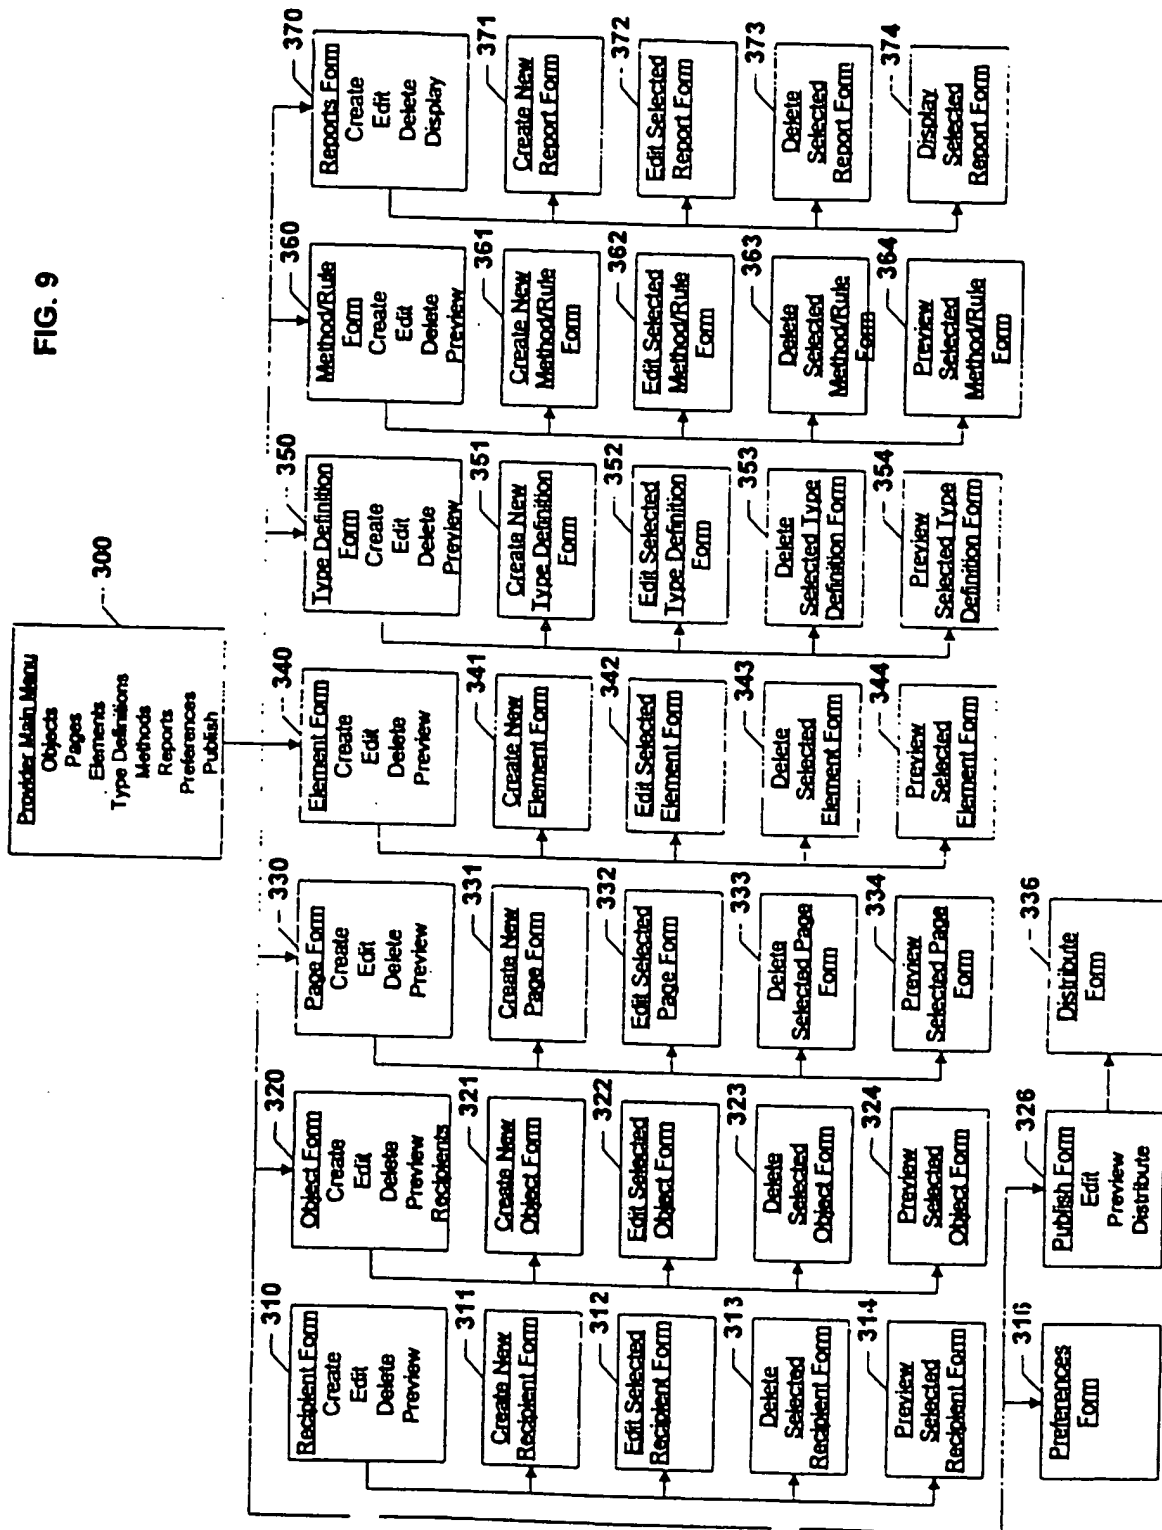 FIG. 9
Provider Main Menu
Objects
Pages
Elements
Type Definitions
Methods
Reports
Preferences
Publish
300
310
Recipient Form
Create
Edit
Delete
Preview
311
Create New
Recipient Form
312
Edit Selected
Recipient Form
313
Delete
Selected
Recipient Form
314
Preview
Selected
Recipient Form
320
Object Form
Create
Edit
Delete
Preview
Recipients
321
Create New
Object Form
322
Edit Selected
Object Form
323
Delete
Selected
Object Form
324
Preview
Selected
Object Form
330
Page Form
Create
Edit
Delete
Preview
331
Create New
Page Form
332
Edit Selected
Page Form
333
Delete
Selected Page
Form
334
Preview
Selected Page
Form
340
Element Form
Create
Edit
Delete
Preview
341
Create New
Element Form
342
Edit Selected
Element Form
343
Delete
Selected
Element Form
344
Preview
Selected
Element Form
350
Type Definition
Form
Create
Edit
Delete
Preview
351
Create New
Type Definition
Form
352
Edit Selected
Type Definition
Form
353
Delete
Selected Type
Definition Form
354
Preview
Selected Type
Definition Form
360
Method/Rule
Form
Create
Edit
Delete
Preview
361
Create New
Method/Rule
Form
362
Edit Selected
Method/Rule
Form
363
Delete
Selected
Method/Rule
Form
364
Preview
Selected
Method/Rule
Form
370
Reports Form
Create
Edit
Delete
Display
371
Create New
Report Form
372
Edit Selected
Report Form
373
Delete
Selected
Report Form
374
Display
Selected
Report Form
316
Preferences
Form
326
Publish Form
Edit
Preview
Distribute
336
Distribute
Form